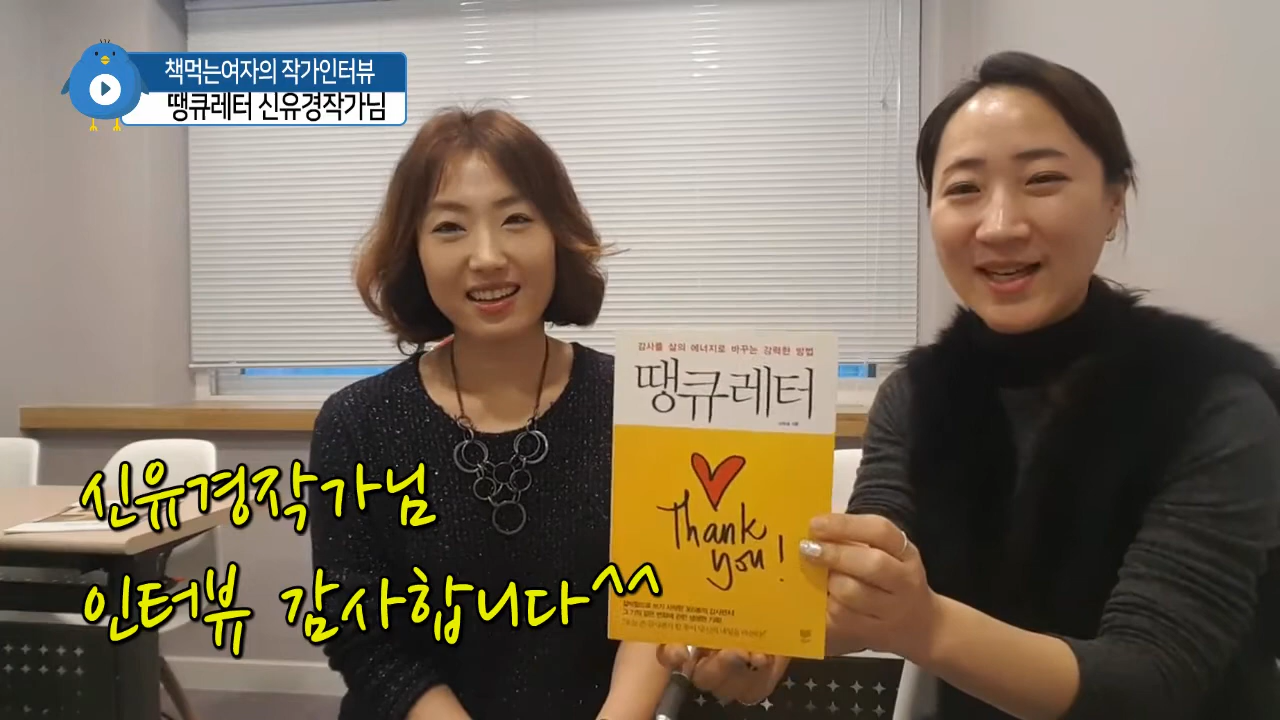 책먹는여자의 작가인터뷰
땡큐레터 신유경작가님
감사를 삶의 에너지로 바꾸는 강력한 방법
땡큐레터
Thank
you!
신유경작가님
인터뷰 감사합니다^^